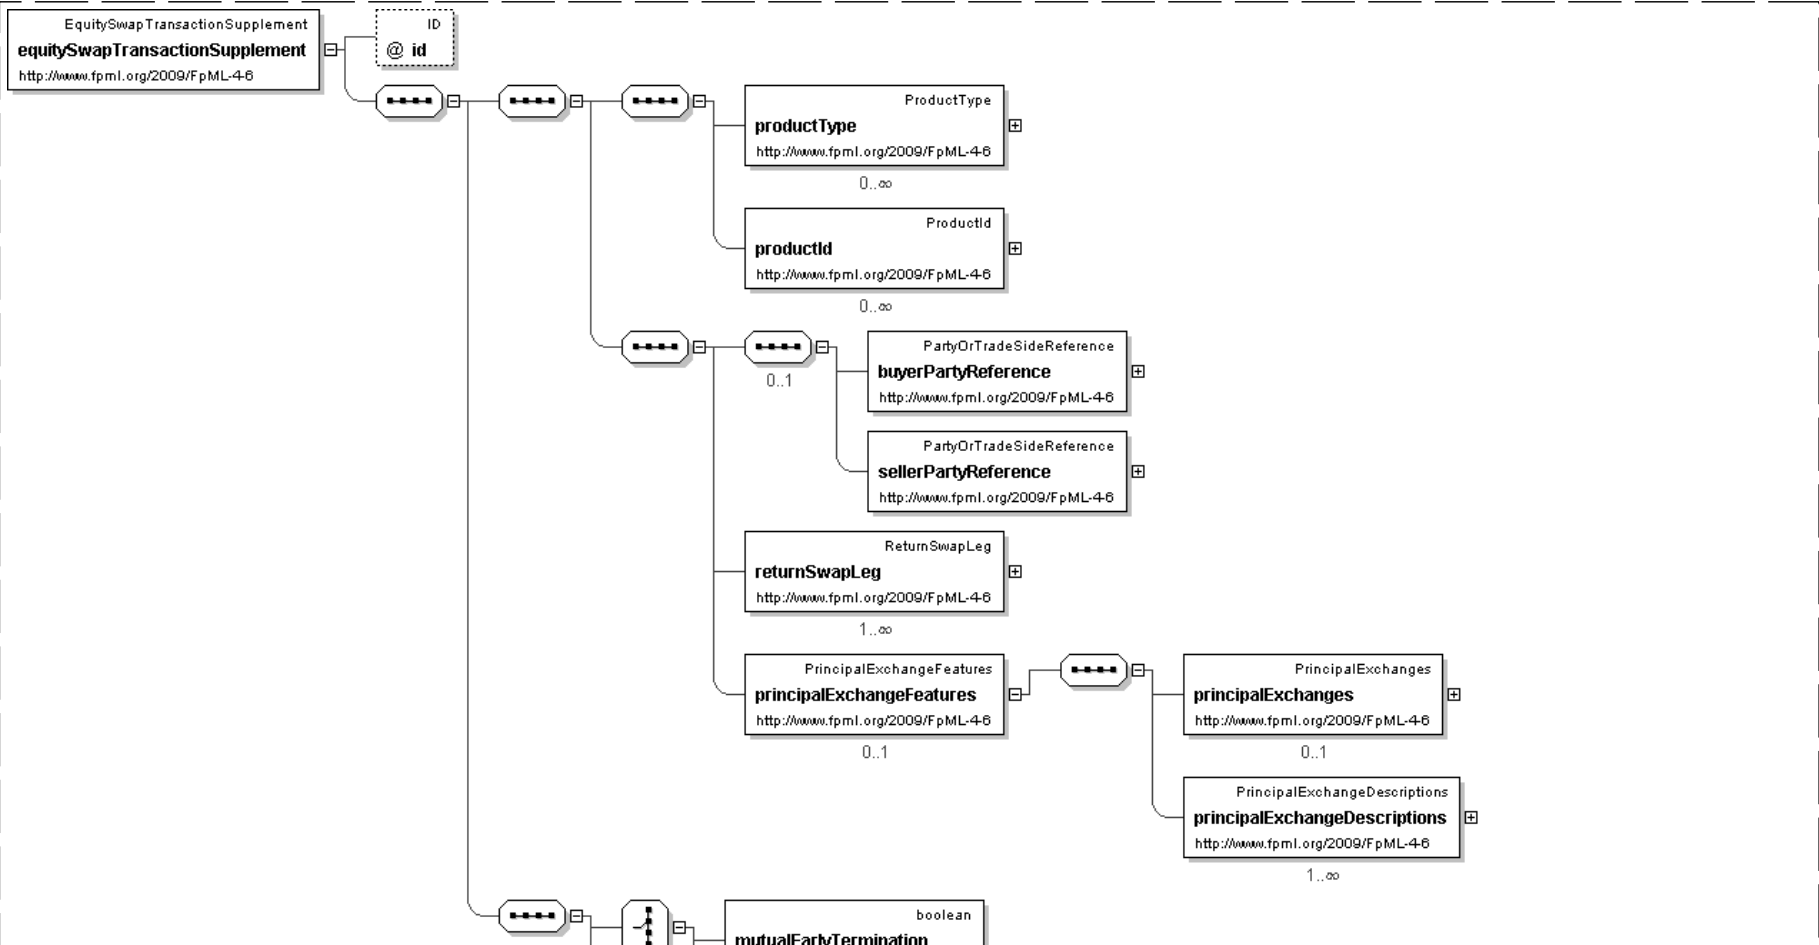 EquitySwapTransactionSupplement
equitySwapTransactionSupplement
http://www.fpml.org/2009/FpML-4-6
ID
@ id
ProductType
productType
http://www.fpml.org/2009/FpML-4-6
0..∞
ProductId
productId
http://www.fpml.org/2009/FpML-4-6
0..∞
PartyOrTradeSideReference
buyerPartyReference
http://www.fpml.org/2009/FpML-4-6
0..1
PartyOrTradeSideReference
sellerPartyReference
http://www.fpml.org/2009/FpML-4-6
ReturnSwapLeg
returnSwapLeg
http://www.fpml.org/2009/FpML-4-6
1..∞
PrincipalExchangeFeatures
principalExchangeFeatures
http://www.fpml.org/2009/FpML-4-6
0..1
PrincipalExchanges
principalExchanges
http://www.fpml.org/2009/FpML-4-6
0..1
PrincipalExchangeDescriptions
principalExchangeDescriptions
http://www.fpml.org/2009/FpML-4-6
1..∞
boolean
mutualEarlyTermination